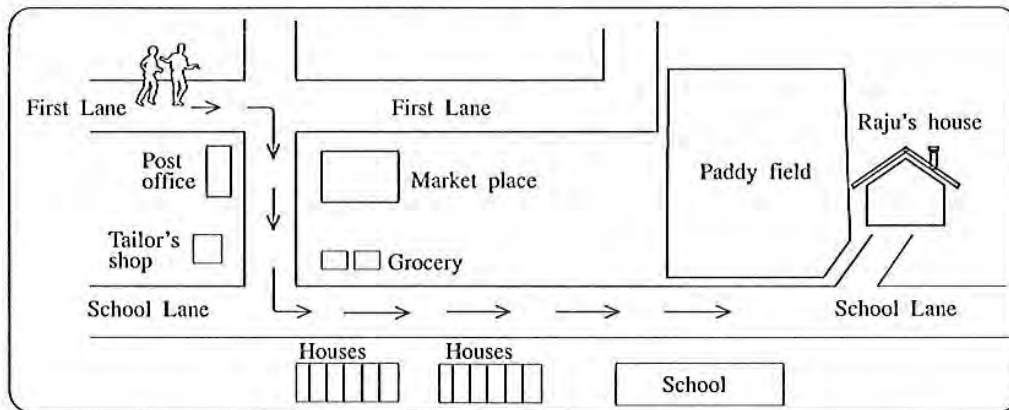 First Lane
First Lane
Raju's house
Post
office
Market place
Paddy field
Tailor's
shop
Grocery
School Lane
School Lane
Houses
Houses
School